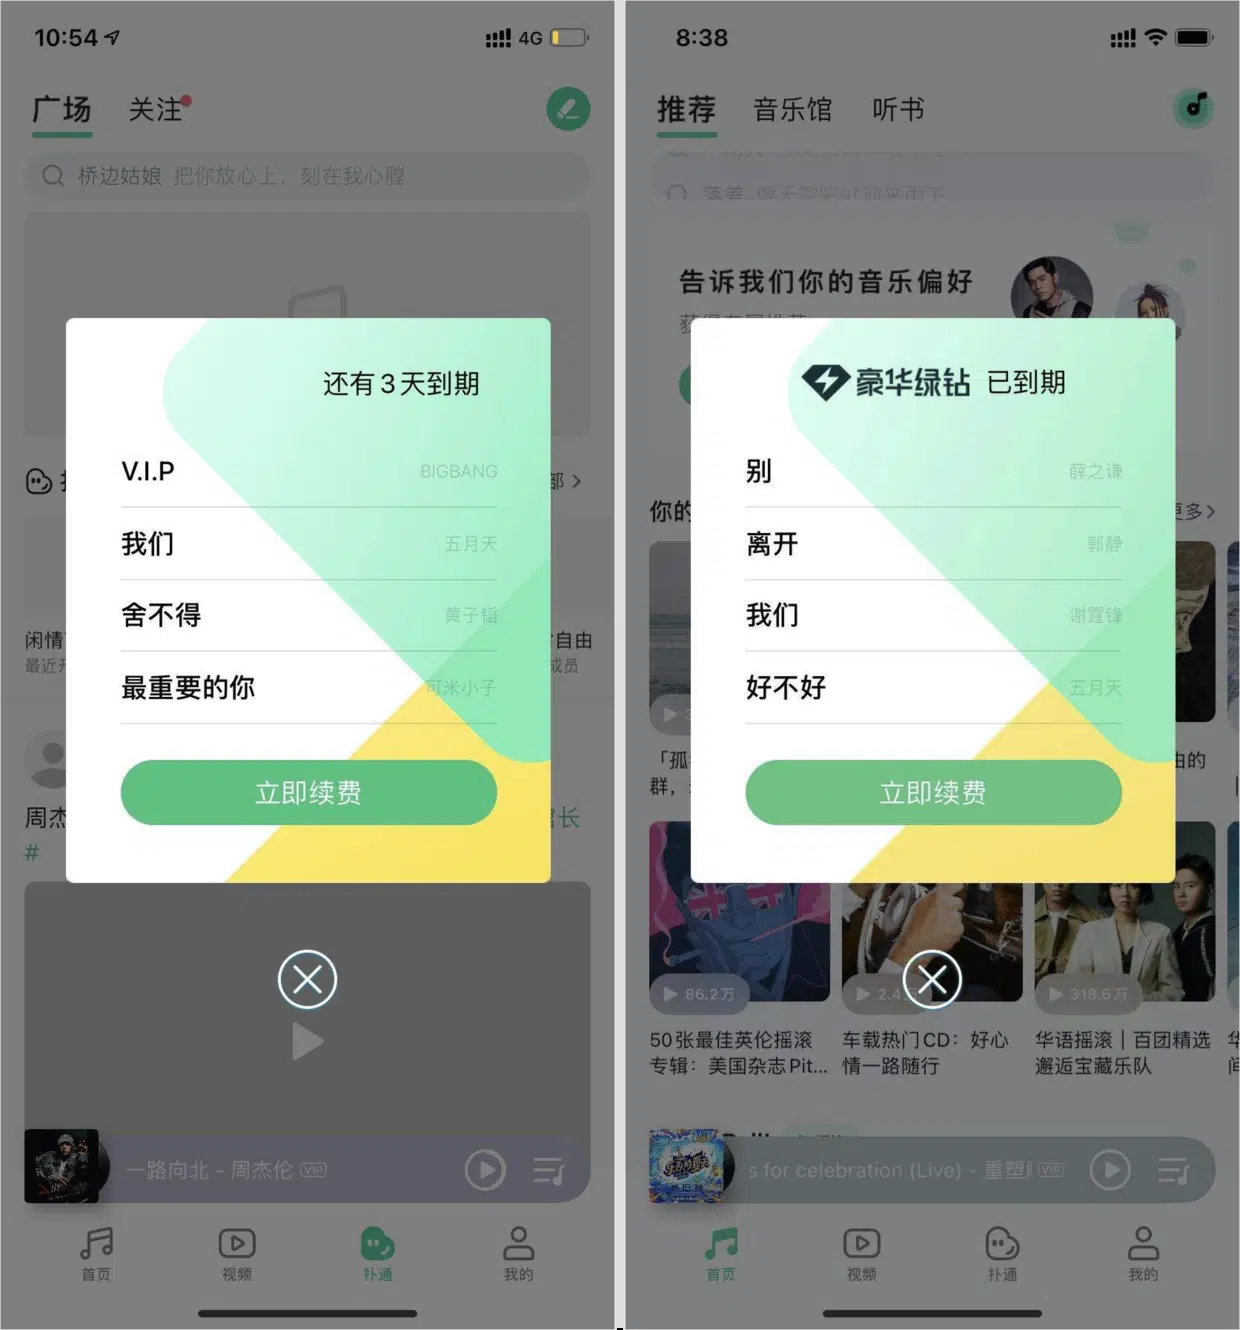 10:54
4G
广场
关注
桥边姑娘 把你放心上，刻在我心膛
还有3天到期
V.I.P
BIGBANG
部
我们
五月天
舍不得
黄子韬
闲情
自由
最近开
成员
最重要的你
可米小子
立即续费
周杰
长
#
一路向北 - 周杰伦 VIP
首页
视频
扑通
我的
8:38
推荐
音乐馆
听书
落差
告诉我们你的音乐偏好
豪华绿钻 已到期
别
薛之谦
你的
更多
离开
郭静
我们
谢霆锋
好不好
五月天
「孤
由的
群，
立即续费
86.2万
2.4
318.6万
50张最佳英伦摇滚
专辑：美国杂志Pit...
车载热门CD：好心
情一路随行
华语摇滚｜百团精选
邂逅宝藏乐队
s for celebration (Live) - 重塑 VIP
首页
视频
扑通
我的